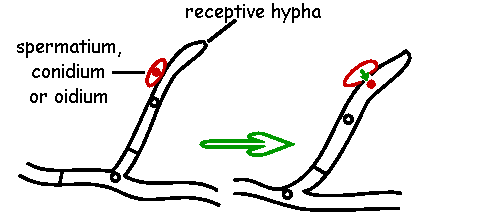 receptive hypha
spermatium,
conidium
or oidium